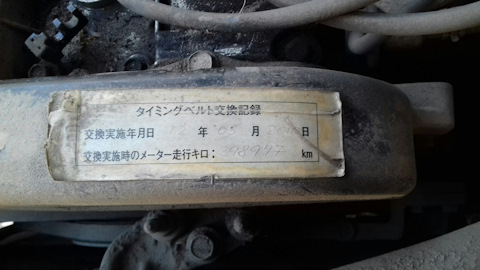 タイミングベルト交換記録
交換実施年月日 年 05 月 日
交換実施時のメーター走行キロ: km